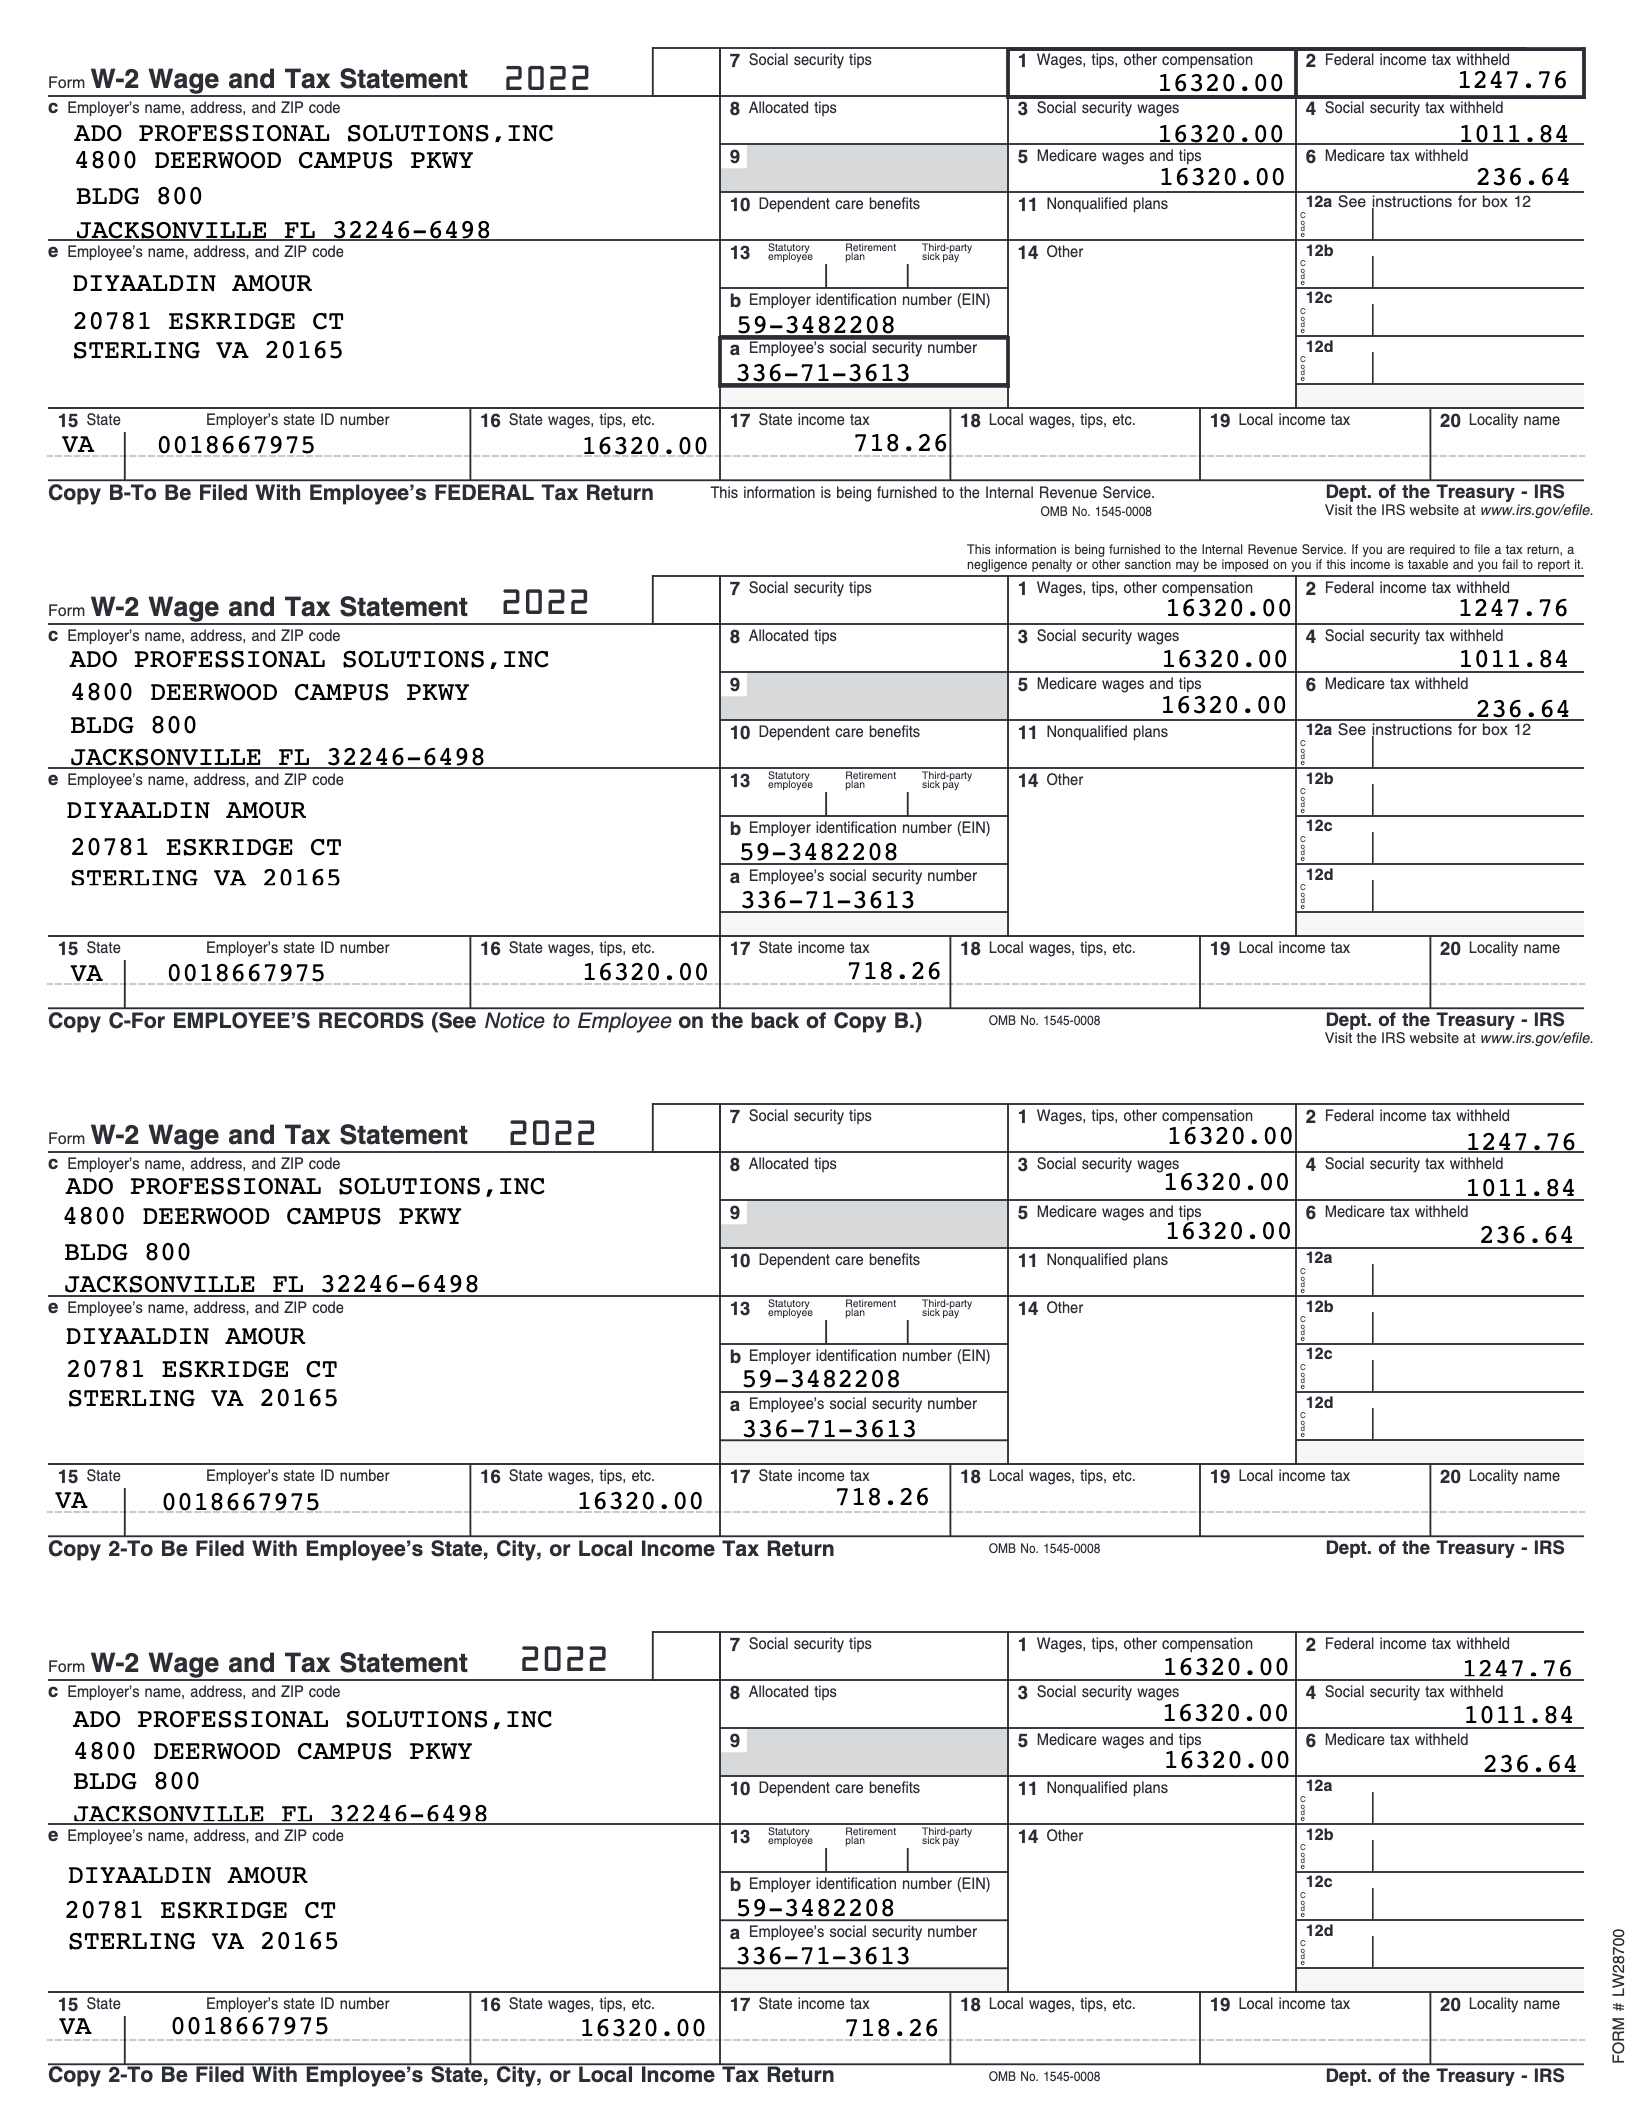 Form W-2 Wage and Tax Statement 2022
7 Social security tips
1 Wages, tips, other compensation
16320.00
2 Federal income tax withheld
1247.76
c Employer's name, address, and ZIP code
ADO PROFESSIONAL SOLUTIONS,INC
4800 DEERWOOD CAMPUS PKWY
BLDG 800
JACKSONVILLE FL 32246-6498
8 Allocated tips
3 Social security wages
16320.00
4 Social security tax withheld
1011.84
9
5 Medicare wages and tips
16320.00
6 Medicare tax withheld
236.64
10 Dependent care benefits
11 Nonqualified plans
12a See instructions for box 12
Code
e Employee's name, address, and ZIP code
DIYAALDIN AMOUR
20781 ESKRIDGE CT
STERLING VA 20165
13 Statutory employee Retirement plan Third-party sick pay
14 Other
12b
Code
b Employer identification number (EIN)
59-3482208
12c
Code
a Employee's social security number
336-71-3613
12d
Code
15 State Employer's state ID number
VA 0018667975
16 State wages, tips, etc.
16320.00
17 State income tax
718.26
18 Local wages, tips, etc.
19 Local income tax
20 Locality name
Copy B-To Be Filed With Employee's FEDERAL Tax Return
This information is being furnished to the Internal Revenue Service.
OMB No. 1545-0008
Dept. of the Treasury - IRS
Visit the IRS website at www.irs.gov/efile.
This information is being furnished to the Internal Revenue Service. If you are required to file a tax return, a
negligence penalty or other sanction may be imposed on you if this income is taxable and you fail to report it.
Form W-2 Wage and Tax Statement 2022
7 Social security tips
1 Wages, tips, other compensation
16320.00
2 Federal income tax withheld
1247.76
c Employer's name, address, and ZIP code
ADO PROFESSIONAL SOLUTIONS,INC
4800 DEERWOOD CAMPUS PKWY
BLDG 800
JACKSONVILLE FL 32246-6498
8 Allocated tips
3 Social security wages
16320.00
4 Social security tax withheld
1011.84
9
5 Medicare wages and tips
16320.00
6 Medicare tax withheld
236.64
10 Dependent care benefits
11 Nonqualified plans
12a See instructions for box 12
Code
e Employee's name, address, and ZIP code
DIYAALDIN AMOUR
20781 ESKRIDGE CT
STERLING VA 20165
13 Statutory employee Retirement plan Third-party sick pay
14 Other
12b
Code
b Employer identification number (EIN)
59-3482208
12c
Code
a Employee's social security number
336-71-3613
12d
Code
15 State Employer's state ID number
VA 0018667975
16 State wages, tips, etc.
16320.00
17 State income tax
718.26
18 Local wages, tips, etc.
19 Local income tax
20 Locality name
Copy C-For EMPLOYEE'S RECORDS (See Notice to Employee on the back of Copy B.)
OMB No. 1545-0008
Dept. of the Treasury - IRS
Visit the IRS website at www.irs.gov/efile.
Form W-2 Wage and Tax Statement 2022
7 Social security tips
1 Wages, tips, other compensation
16320.00
2 Federal income tax withheld
1247.76
c Employer's name, address, and ZIP code
ADO PROFESSIONAL SOLUTIONS,INC
4800 DEERWOOD CAMPUS PKWY
BLDG 800
JACKSONVILLE FL 32246-6498
8 Allocated tips
3 Social security wages
16320.00
4 Social security tax withheld
1011.84
9
5 Medicare wages and tips
16320.00
6 Medicare tax withheld
236.64
10 Dependent care benefits
11 Nonqualified plans
12a
Code
e Employee's name, address, and ZIP code
DIYAALDIN AMOUR
20781 ESKRIDGE CT
STERLING VA 20165
13 Statutory employee Retirement plan Third-party sick pay
14 Other
12b
Code
b Employer identification number (EIN)
59-3482208
12c
Code
a Employee's social security number
336-71-3613
12d
Code
15 State Employer's state ID number
VA 0018667975
16 State wages, tips, etc.
16320.00
17 State income tax
718.26
18 Local wages, tips, etc.
19 Local income tax
20 Locality name
Copy 2-To Be Filed With Employee's State, City, or Local Income Tax Return
OMB No. 1545-0008
Dept. of the Treasury - IRS
Form W-2 Wage and Tax Statement 2022
7 Social security tips
1 Wages, tips, other compensation
16320.00
2 Federal income tax withheld
1247.76
c Employer's name, address, and ZIP code
ADO PROFESSIONAL SOLUTIONS,INC
4800 DEERWOOD CAMPUS PKWY
BLDG 800
JACKSONVILLE FL 32246-6498
8 Allocated tips
3 Social security wages
16320.00
4 Social security tax withheld
1011.84
9
5 Medicare wages and tips
16320.00
6 Medicare tax withheld
236.64
10 Dependent care benefits
11 Nonqualified plans
12a
Code
e Employee's name, address, and ZIP code
DIYAALDIN AMOUR
20781 ESKRIDGE CT
STERLING VA 20165
13 Statutory employee Retirement plan Third-party sick pay
14 Other
12b
Code
b Employer identification number (EIN)
59-3482208
12c
Code
a Employee's social security number
336-71-3613
12d
Code
15 State Employer's state ID number
VA 0018667975
16 State wages, tips, etc.
16320.00
17 State income tax
718.26
18 Local wages, tips, etc.
19 Local income tax
20 Locality name
Copy 2-To Be Filed With Employee's State, City, or Local Income Tax Return
OMB No. 1545-0008
Dept. of the Treasury - IRS
FORM # LW28700